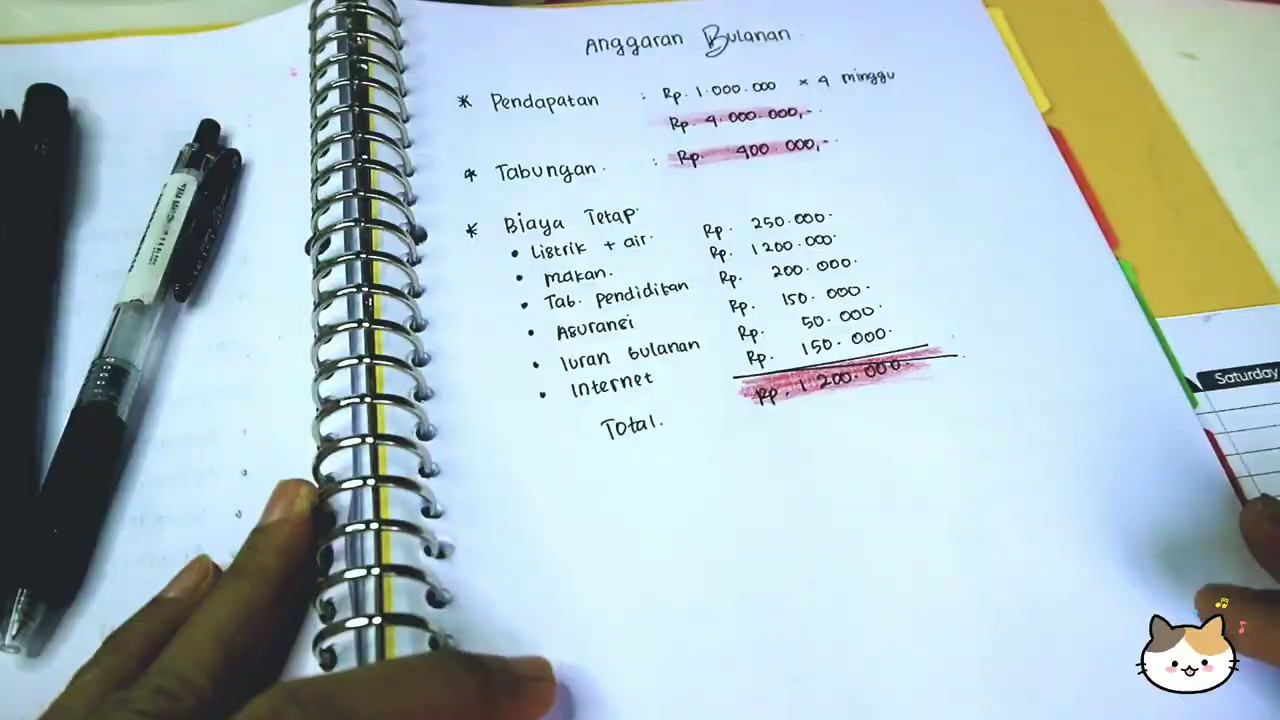 Anggaran Bulanan
* Pendapatan : Rp. 1.000.000 × 4 minggu
Rp. 4.000.000,-
* Tabungan. : Rp. 400.000,-
* Biaya Tetap.
• Listrik + air. Rp. 250.000.
• makan. Rp. 1 200.000.
• Tab. pendidikan Rp. 200.000.
• Asuransi Rp. 150.000.
• Iuran bulanan Rp. 50.000.
• Internet Rp. 150.000.
Total. Rp. 1 200.000.
Saturday